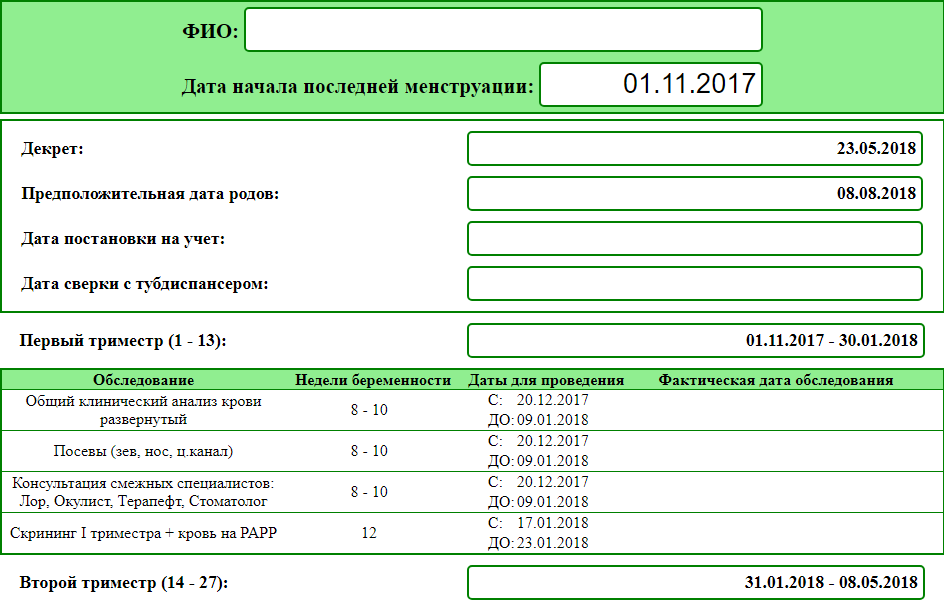 ФИО:
Дата начала последней менструации: 01.11.2017
Декрет: 23.05.2018
Предположительная дата родов: 08.08.2018
Дата постановки на учет:
Дата сверки с тубдиспансером:
Первый триместр (1 - 13): 01.11.2017 - 30.01.2018
Обследование Недели беременности Даты для проведения Фактическая дата обследования
Общий клинический анализ крови
развернутый
8 - 10
С: 20.12.2017
ДО: 09.01.2018
Посевы (зев, нос, ц.канал)
8 - 10
С: 20.12.2017
ДО: 09.01.2018
Консультация смежных специалистов:
Лор, Окулист, Терапефт, Стоматолог
8 - 10
С: 20.12.2017
ДО: 09.01.2018
Скрининг I триместра + кровь на PAPP
12
С: 17.01.2018
ДО: 23.01.2018
Второй триместр (14 - 27): 31.01.2018 - 08.05.2018